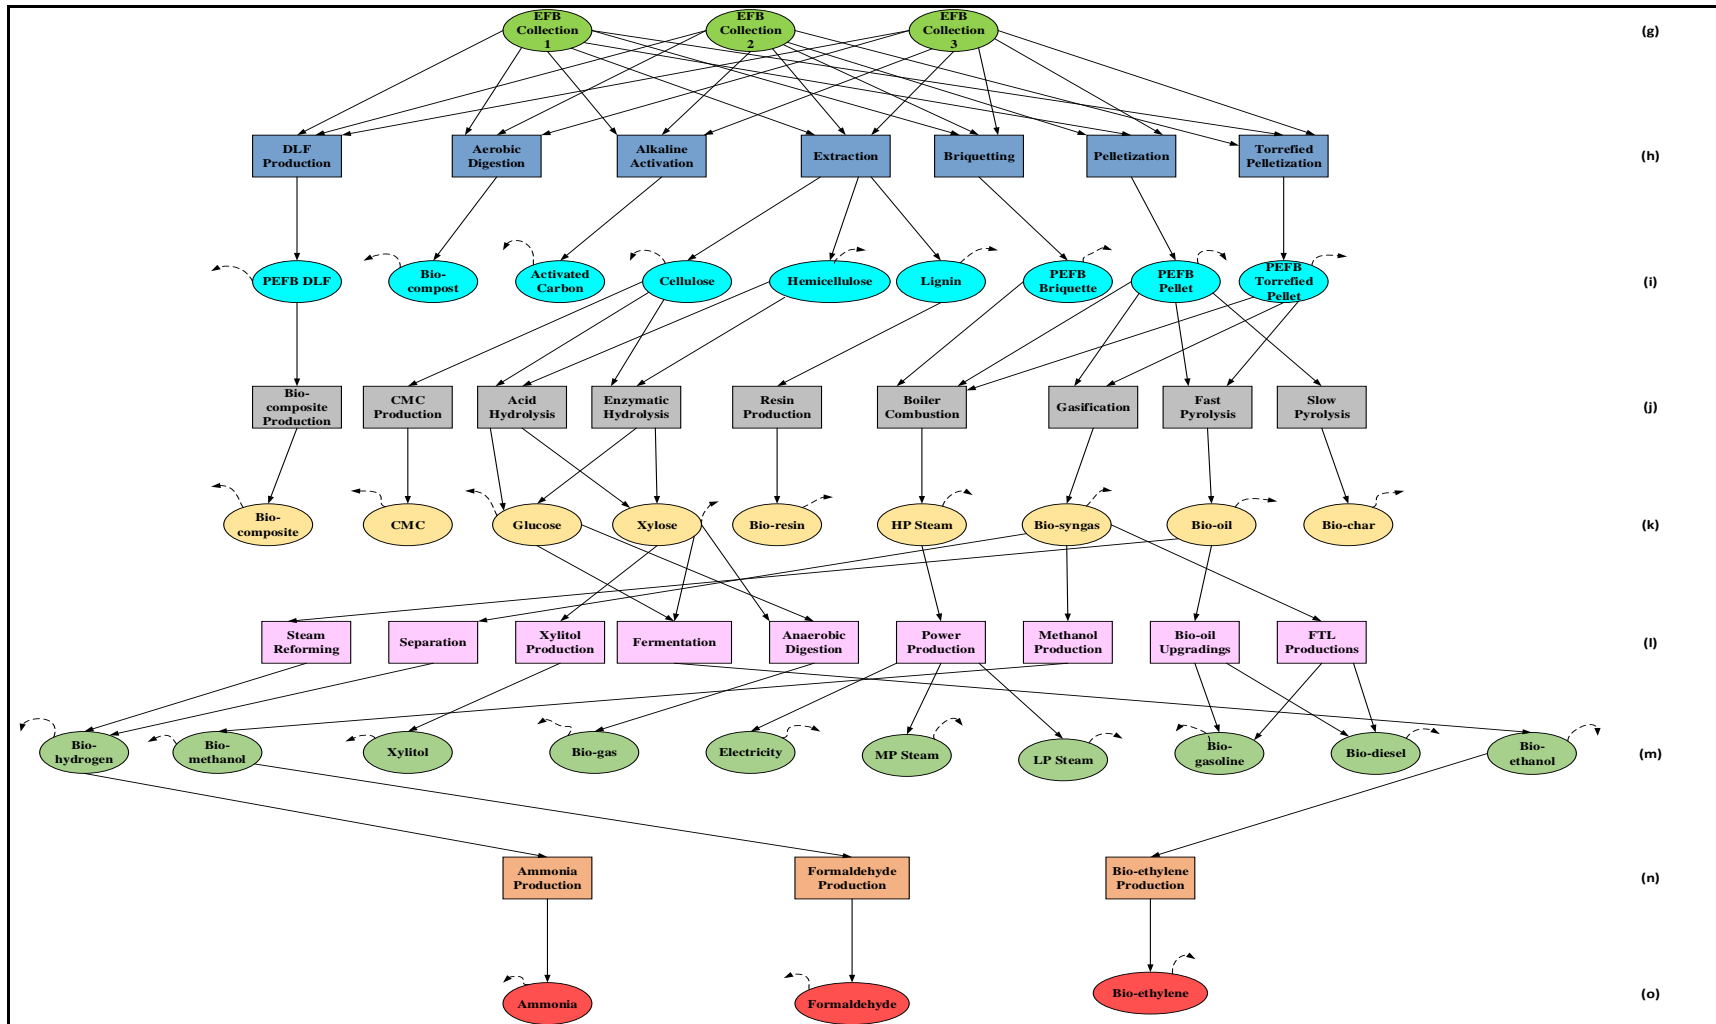 EFB
Collection
1
EFB
Collection
2
EFB
Collection
3
(g)
DLF
Production
Aerobic
Digestion
Alkaline
Activation
Extraction
Briquetting
Pelletization
Torrefied
Pelletization
(h)
PEFB DLF
Bio-
compost
Activated
Carbon
Cellulose
Hemicellulose
Lignin
PEFB
Briquette
PEFB
Pellet
PEFB
Torrefied
Pellet
(i)
Bio-
composite
Production
CMC
Production
Acid
Hydrolysis
Enzymatic
Hydrolysis
Resin
Production
Boiler
Combustion
Gasification
Fast
Pyrolysis
Slow
Pyrolysis
(j)
Bio-
composite
CMC
Glucose
Xylose
Bio-resin
HP Steam
Bio-syngas
Bio-oil
Bio-char
(k)
Steam
Reforming
Separation
Xylitol
Production
Fermentation
Anaerobic
Digestion
Power
Production
Methanol
Production
Bio-oil
Upgradings
FTL
Productions
(l)
Bio-
hydrogen
Bio-
methanol
Xylitol
Bio-gas
Electricity
MP Steam
LP Steam
Bio-
gasoline
Bio-diesel
Bio-
ethanol
(m)
Ammonia
Production
Formaldehyde
Production
Bio-ethylene
Production
(n)
Ammonia
Formaldehyde
Bio-ethylene
(o)